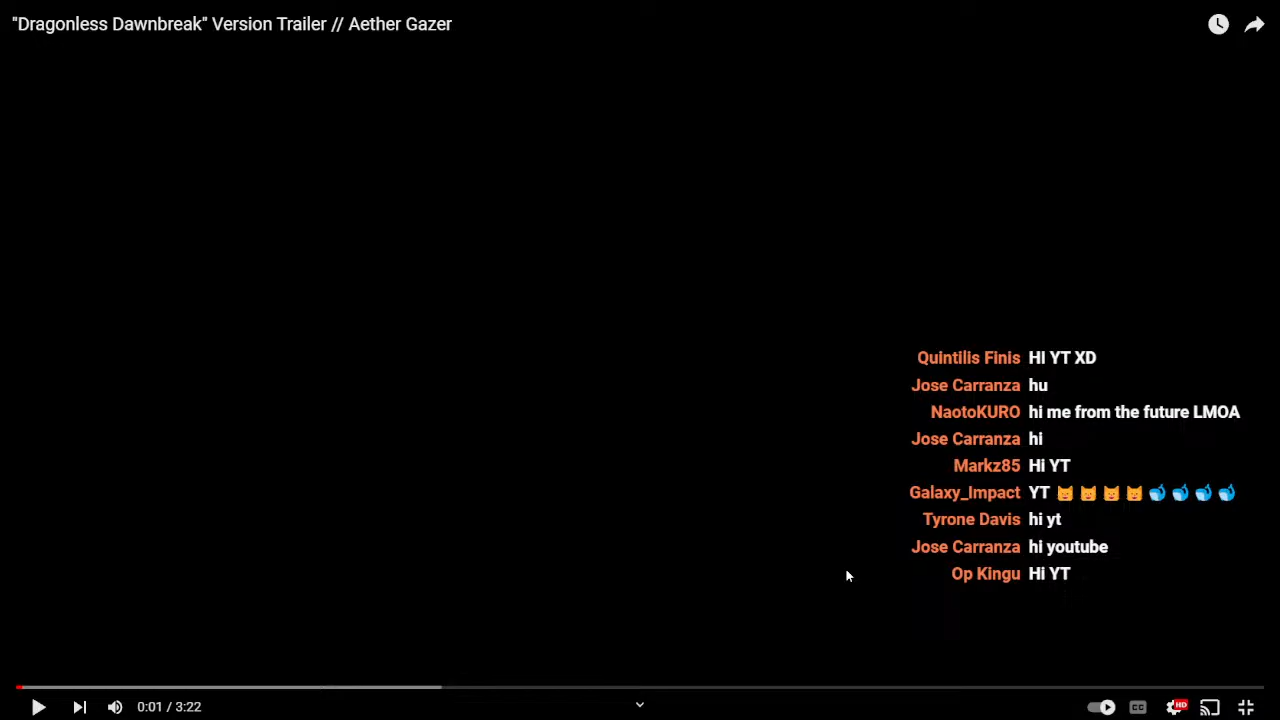 "Dragonless Dawnbreak" Version Trailer // Aether Gazer
Quintilis Finis HI YT XD
Jose Carranza hu
NaotoKURO hi me from the future LMOA
Jose Carranza hi
Markz85 Hi YT
Galaxy_Impact YT
Tyrone Davis hi yt
Jose Carranza hi youtube
Op Kingu Hi YT
0:01 / 3:22
CC
HD